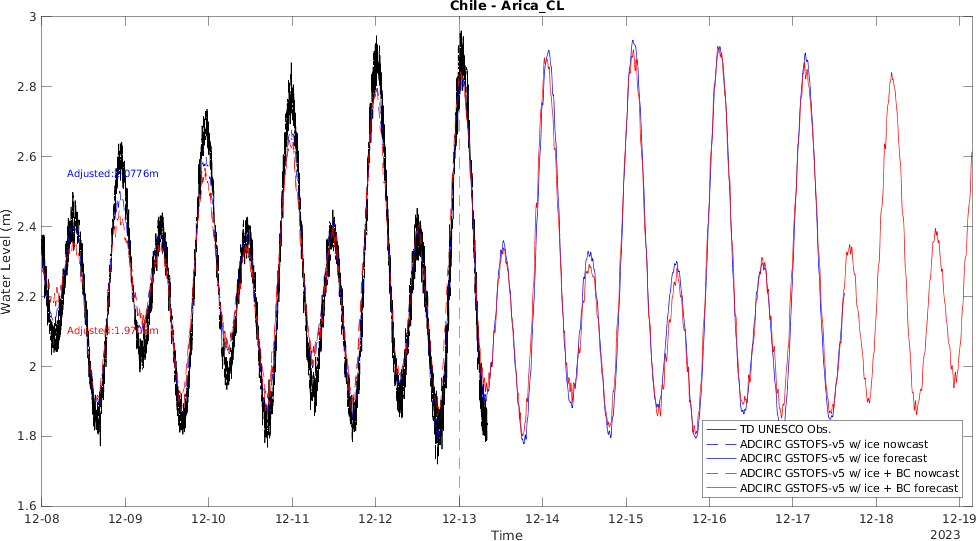 Chile - Arica_CL
3
2.8
2.6
2.4
2.2
2
1.8
1.6
Water Level (m)
TD UNESCO Obs.
ADCIRC GSTOFS-v5 w/ ice nowcast
ADCIRC GSTOFS-v5 w/ ice forecast
ADCIRC GSTOFS-v5 w/ ice + BC nowcast
ADCIRC GSTOFS-v5 w/ ice + BC forecast
12-08 12-09 12-10 12-11 12-12 12-13 12-14 12-15 12-16 12-17 12-18 12-19
Time
2023